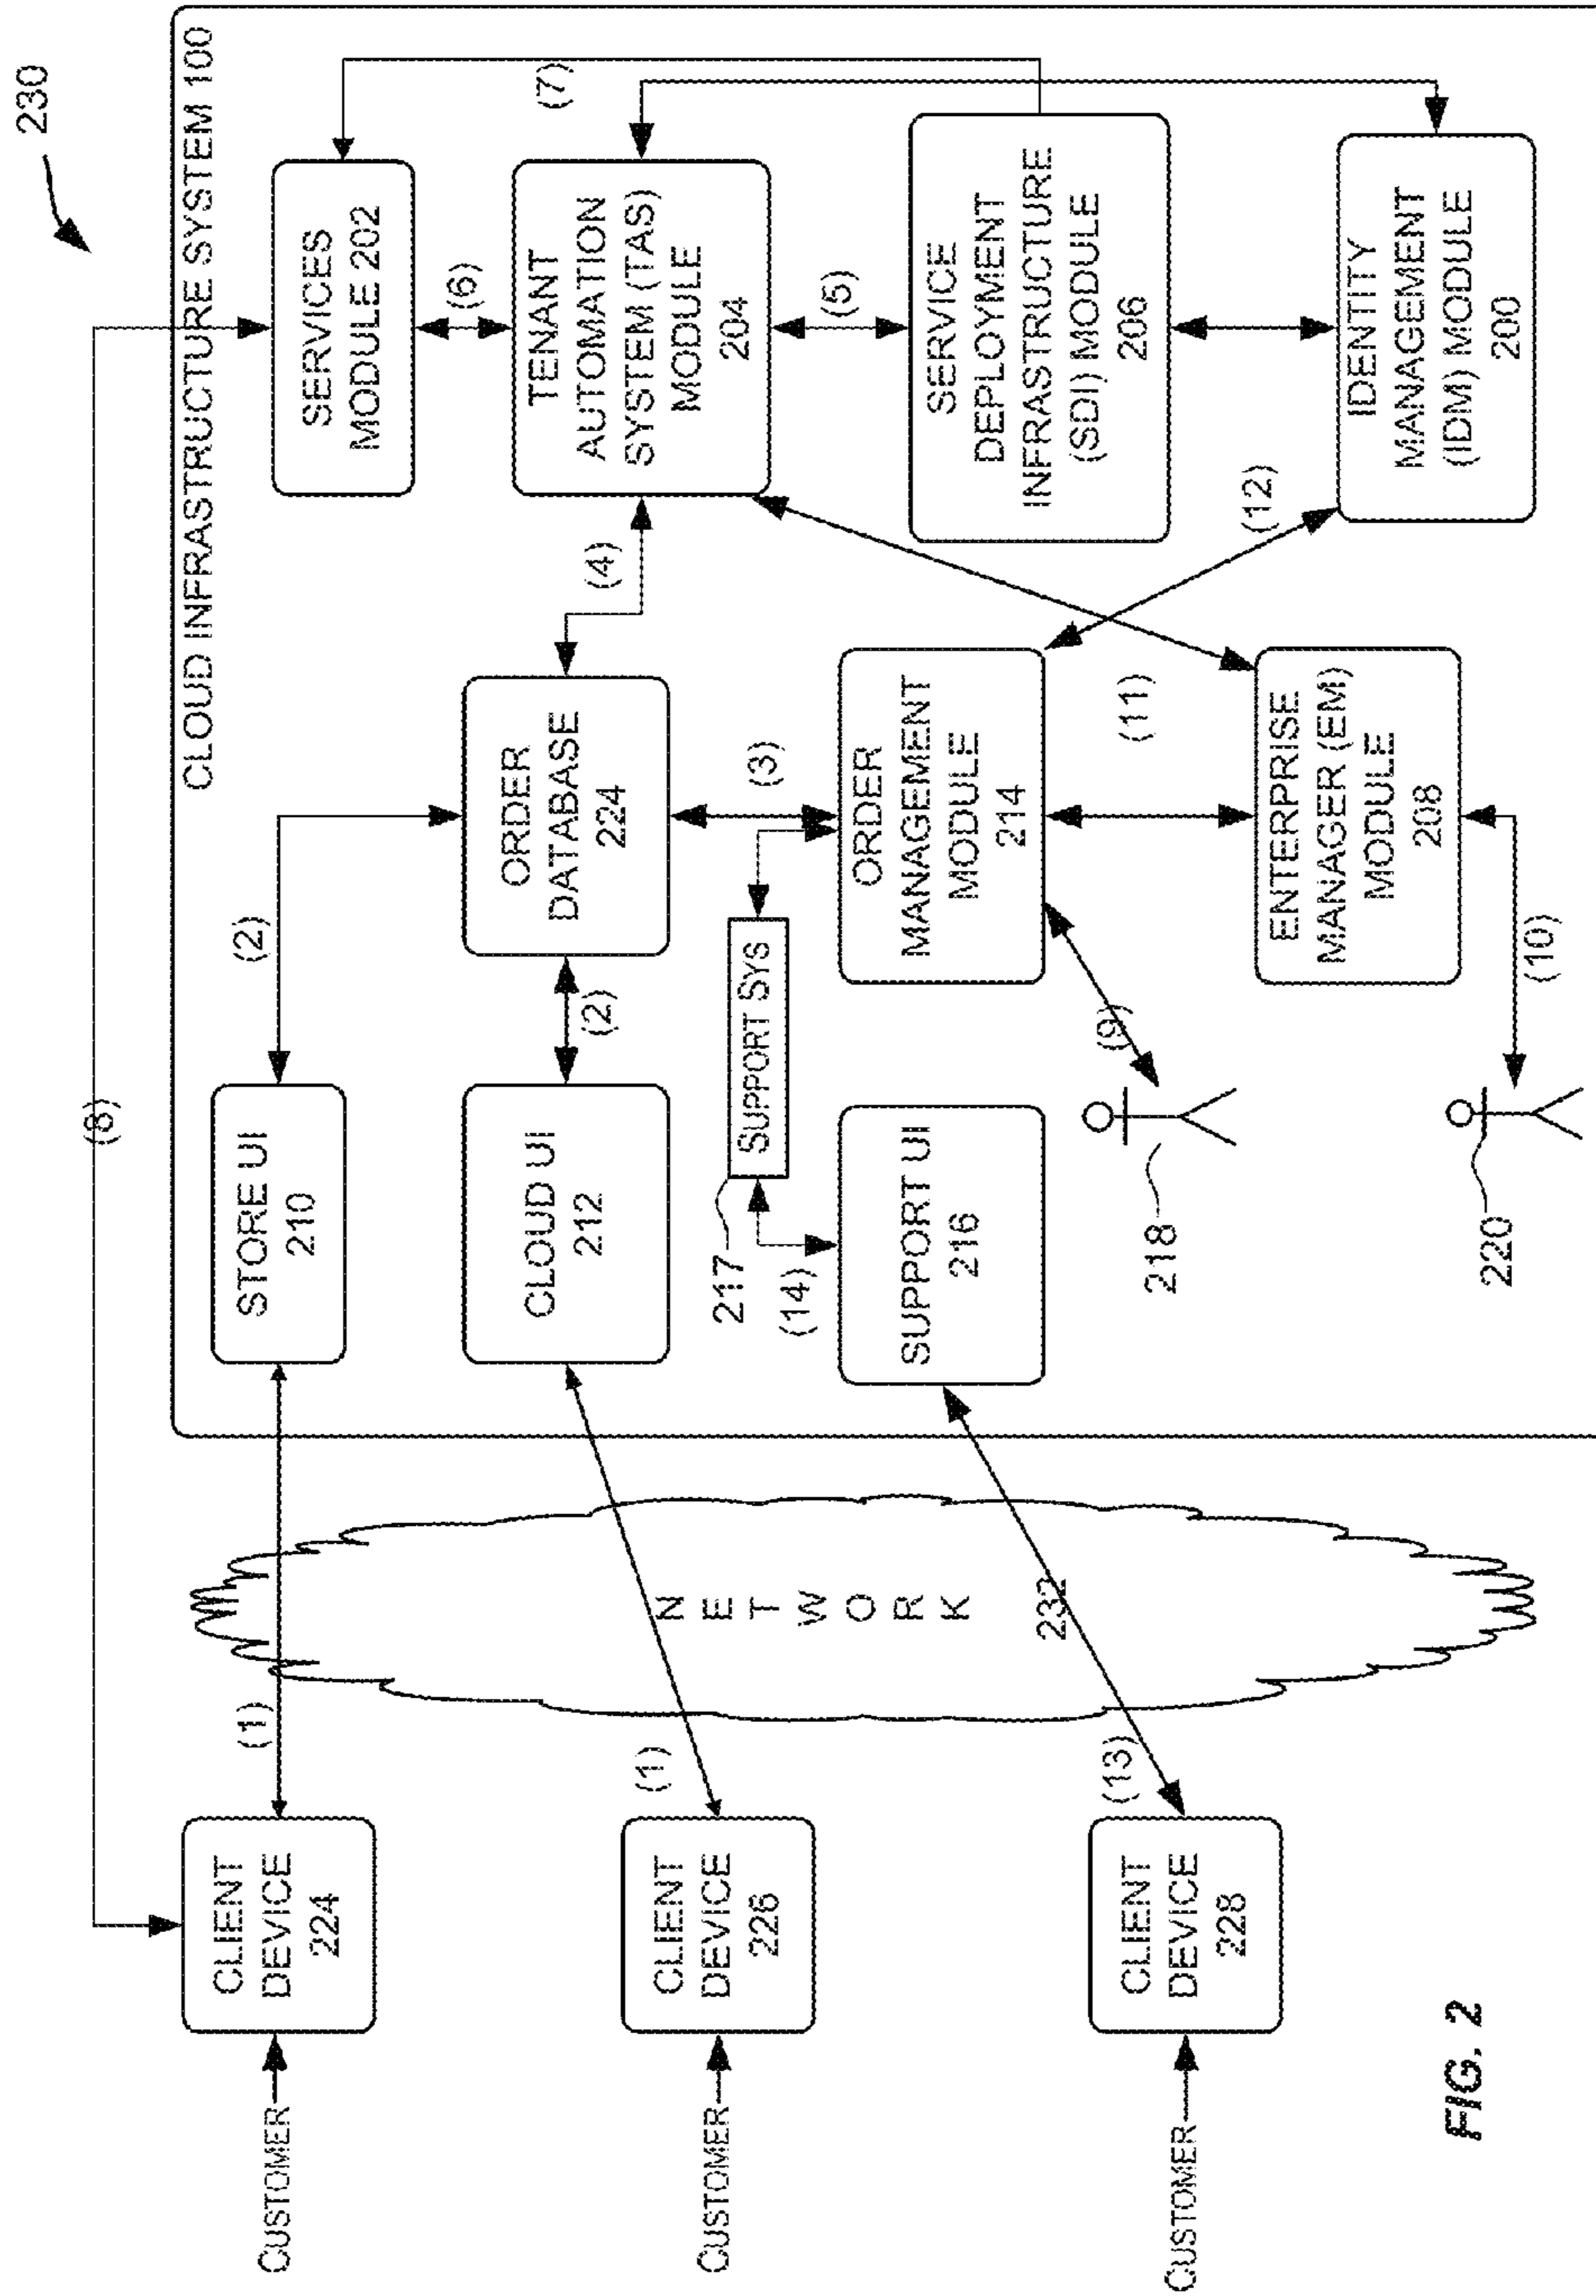 230
CLOUD INFRASTRUCTURE SYSTEM 100
(8)
CUSTOMER
CLIENT
DEVICE
224
(1)
STORE UI
210
(2)
SERVICES
MODULE 202
(7)
(6)
CUSTOMER
CLIENT
DEVICE
226
(1)
NETWORK
232
CLOUD UI
212
(2)
ORDER
DATABASE
224
(4)
TENANT
AUTOMATION
SYSTEM (TAS)
MODULE
204
(5)
217
SUPPORT SYS
(3)
(14)
CUSTOMER
CLIENT
DEVICE
228
(13)
SUPPORT UI
216
ORDER
MANAGEMENT
MODULE
214
SERVICE
DEPLOYMENT
INFRASTRUCTURE
(SDI) MODULE
206
(9)
218
(11)
(12)
ENTERPRISE
MANAGER (EM)
MODULE
208
IDENTITY
MANAGEMENT
(IDM) MODULE
200
220
(10)
FIG. 2